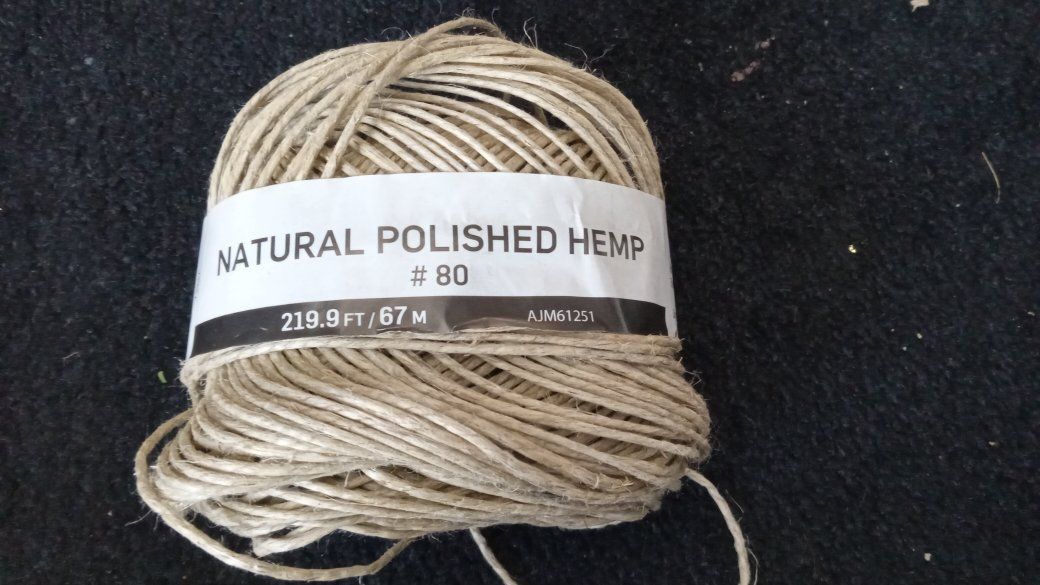 NATURAL POLISHED HEMP
# 80
219.9 FT / 67 M AJM61251